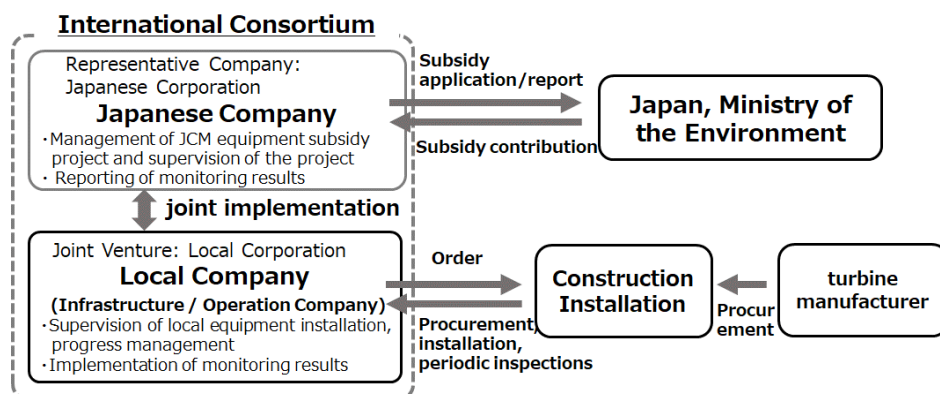 International Consortium
Representative Company:
Japanese Corporation
Japanese Company
・Management of JCM equipment subsidy
project and supervision of the project
・Reporting of monitoring results
Subsidy
application/report
Subsidy contribution
Japan, Ministry of
the Environment
joint implementation
Joint Venture: Local Corporation
Local Company
(Infrastructure / Operation Company)
・Supervision of local equipment installation,
progress management
・Implementation of monitoring results
Order
Procurement,
installation,
periodic inspections
Construction
Installation
Procur
ement
turbine
manufacturer